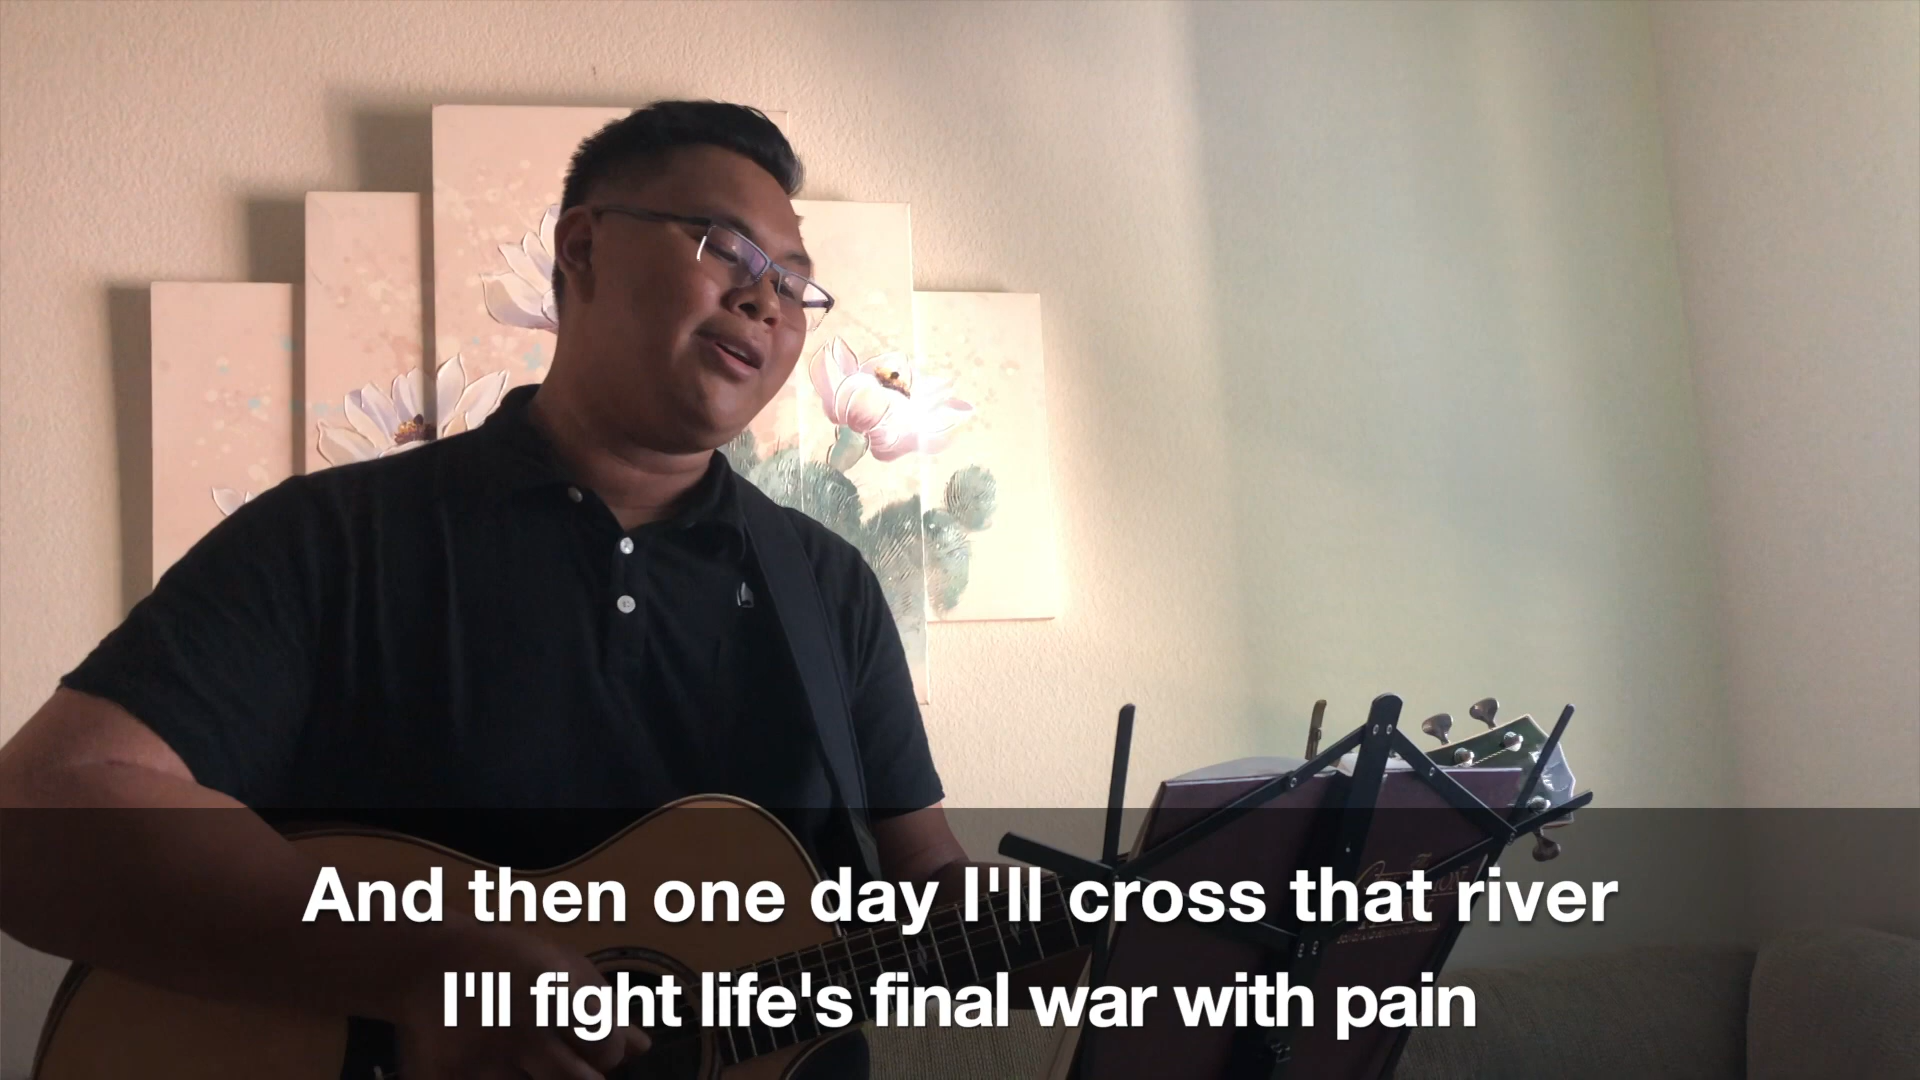 And then one day I'll cross that river
I'll fight life's final war with pain